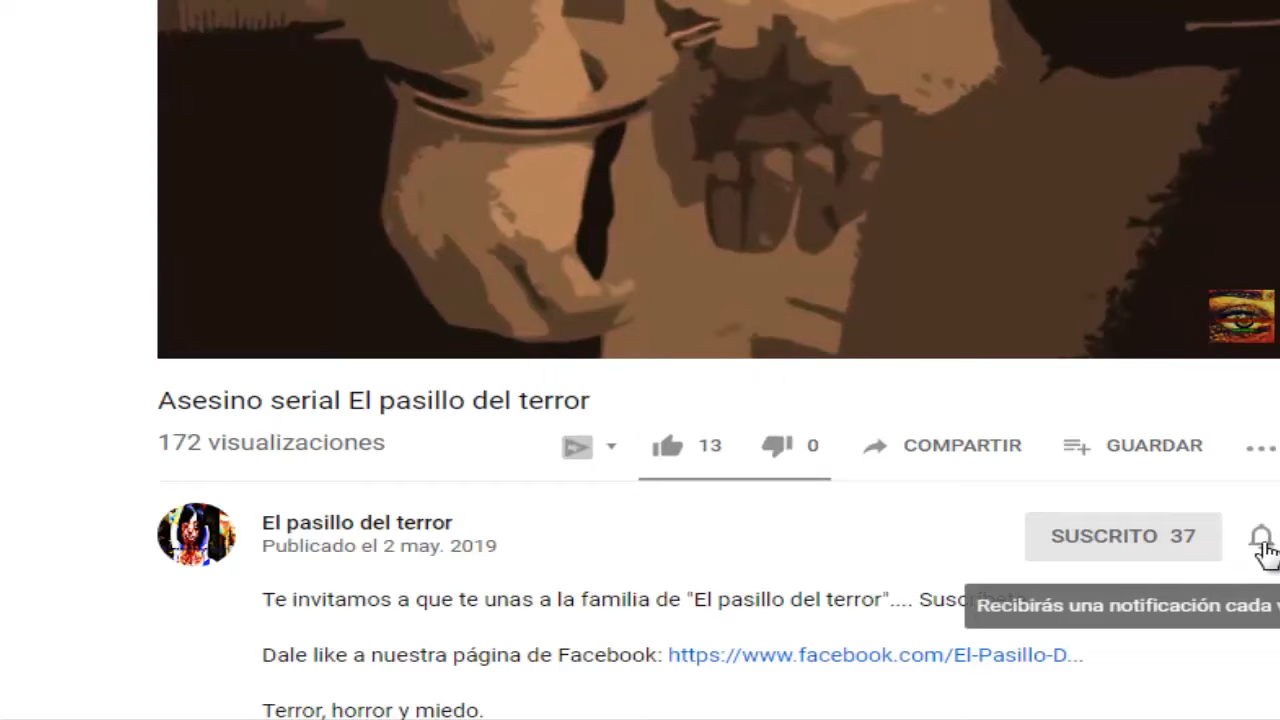 Asesino serial El pasillo del terror
172 visualizaciones
13
0
COMPARTIR
GUARDAR
El pasillo del terror
SUSCRITO 37
Publicado el 2 may. 2019
Te invitamos a que te unas a la familia de "El pasillo del terror"....
Recibirás una notificación cada
Dale like a nuestra página de Facebook: https://www.facebook.com/El-Pasillo-D...
Terror, horror y miedo.